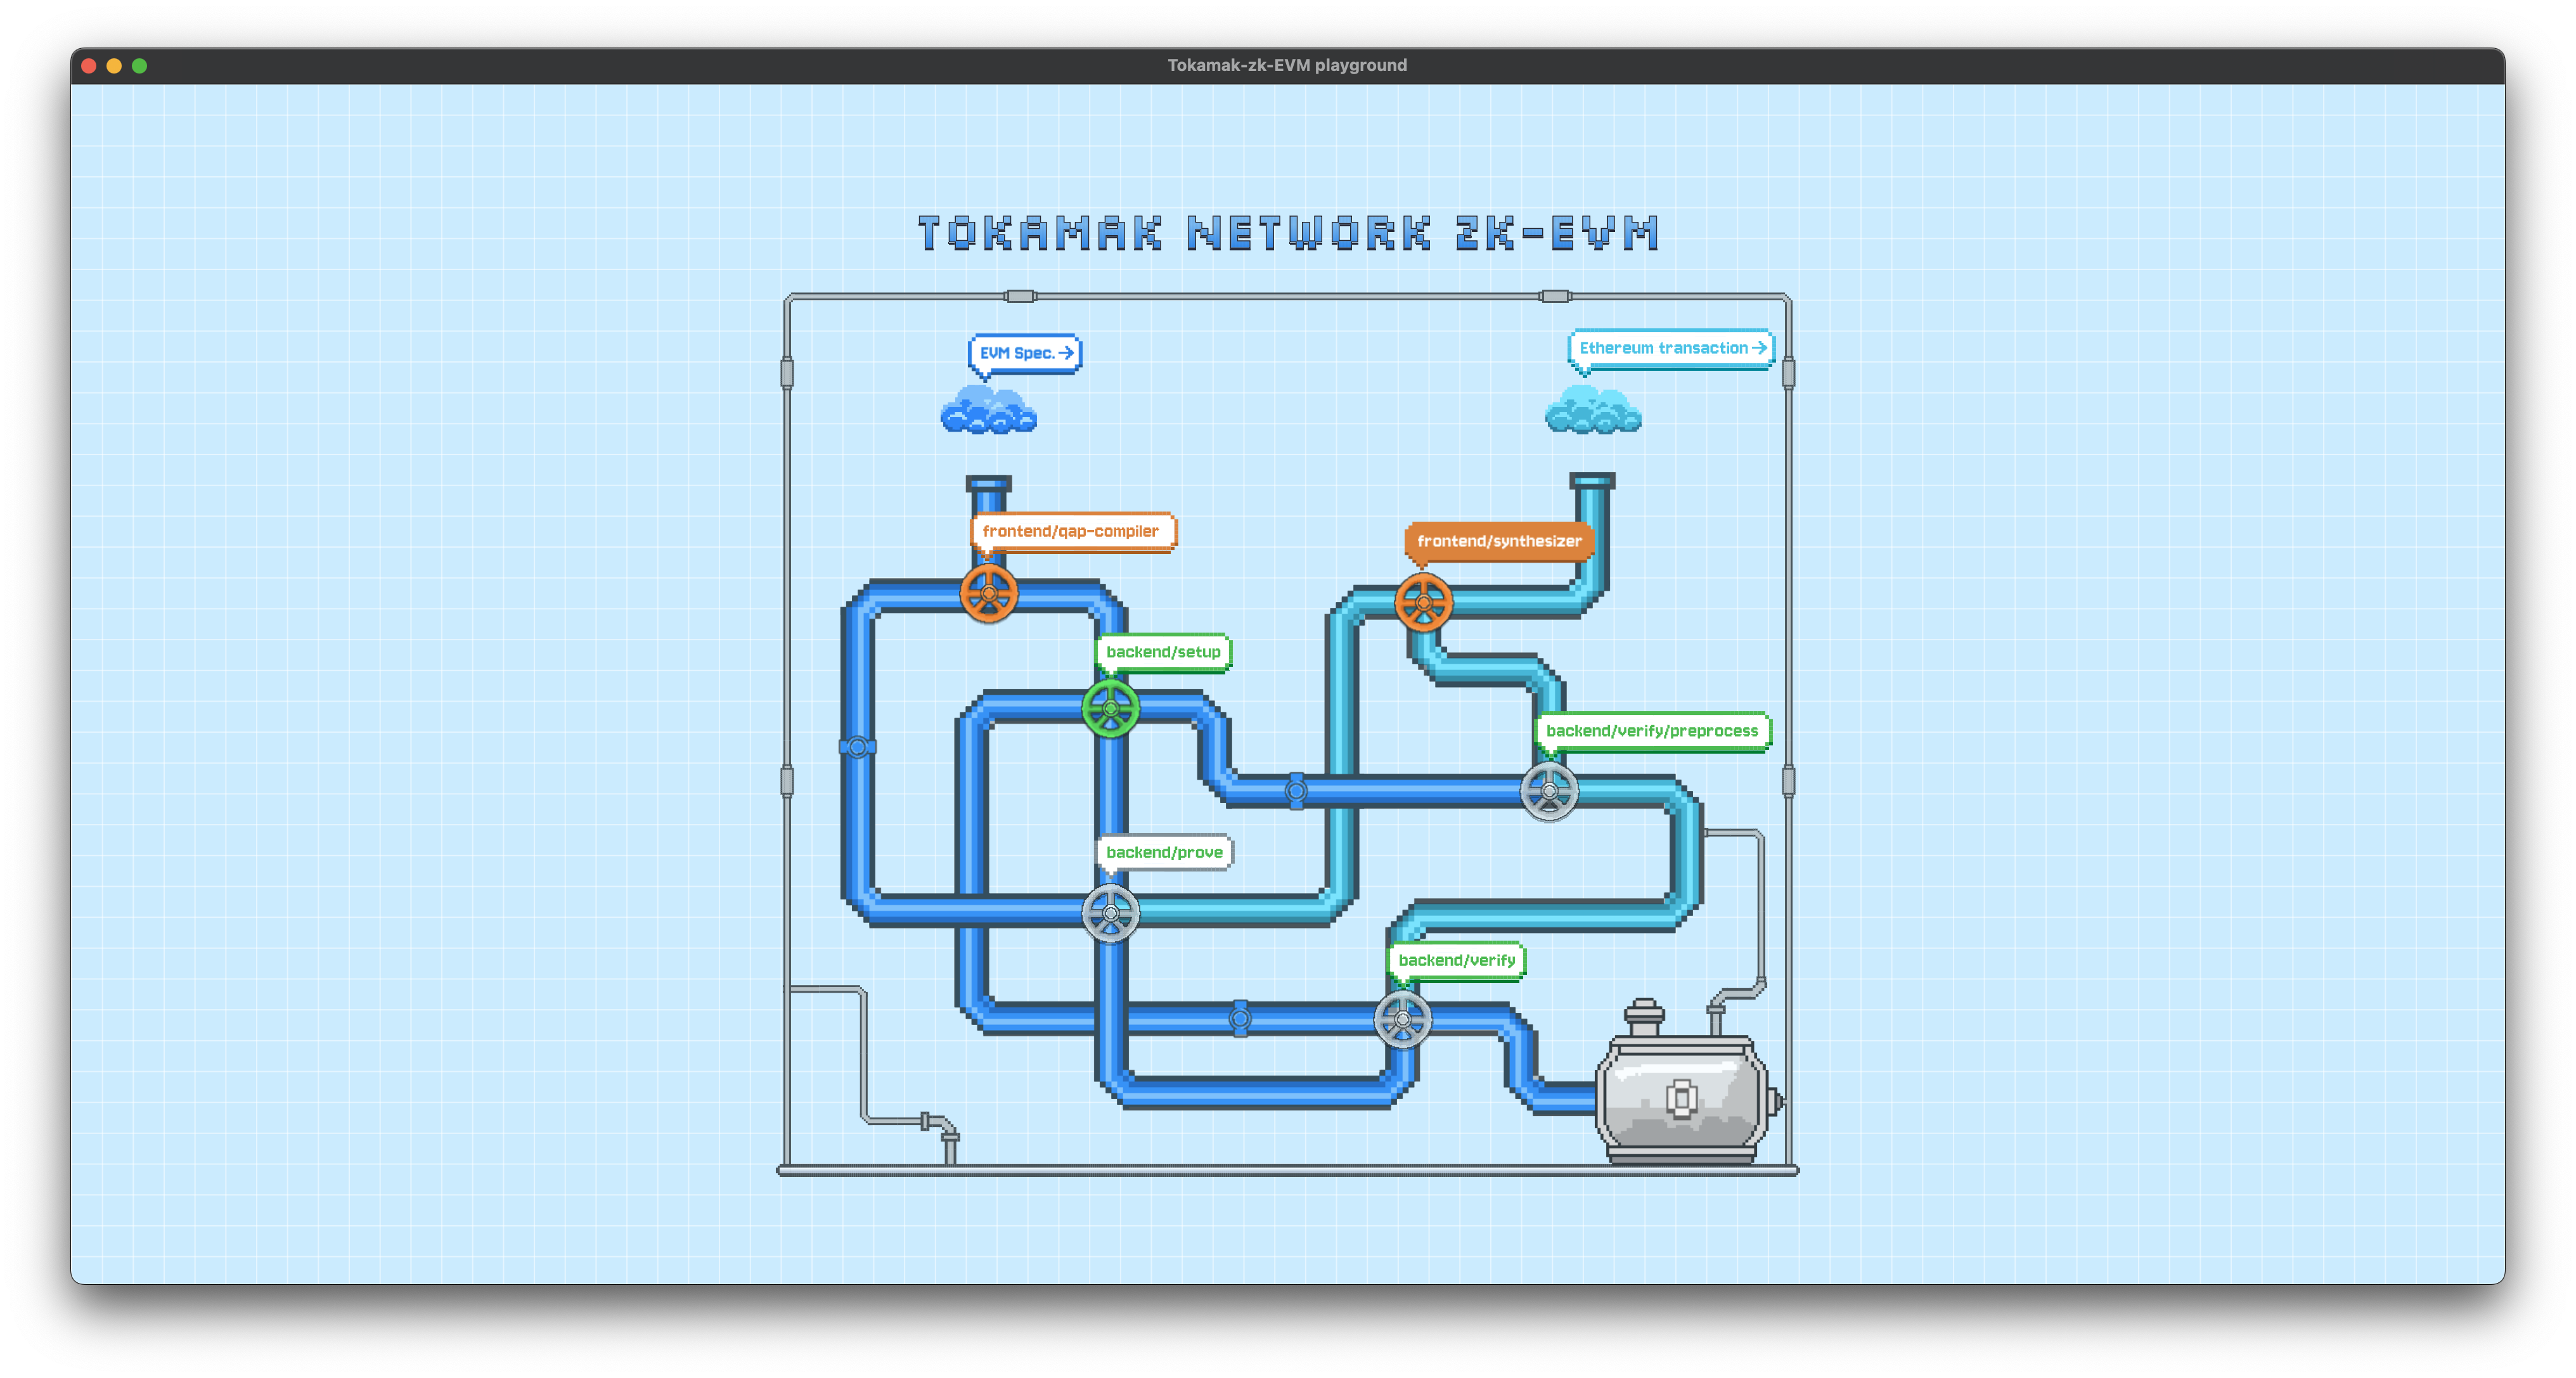 Tokamak-zk-EVM playground
TOKAMAK NETWORK ZK-EVM
EVM Spec. →
Ethereum transaction →
frontend/qap-compiler
frontend/synthesizer
backend/setup
backend/verify/preprocess
backend/prove
backend/verify